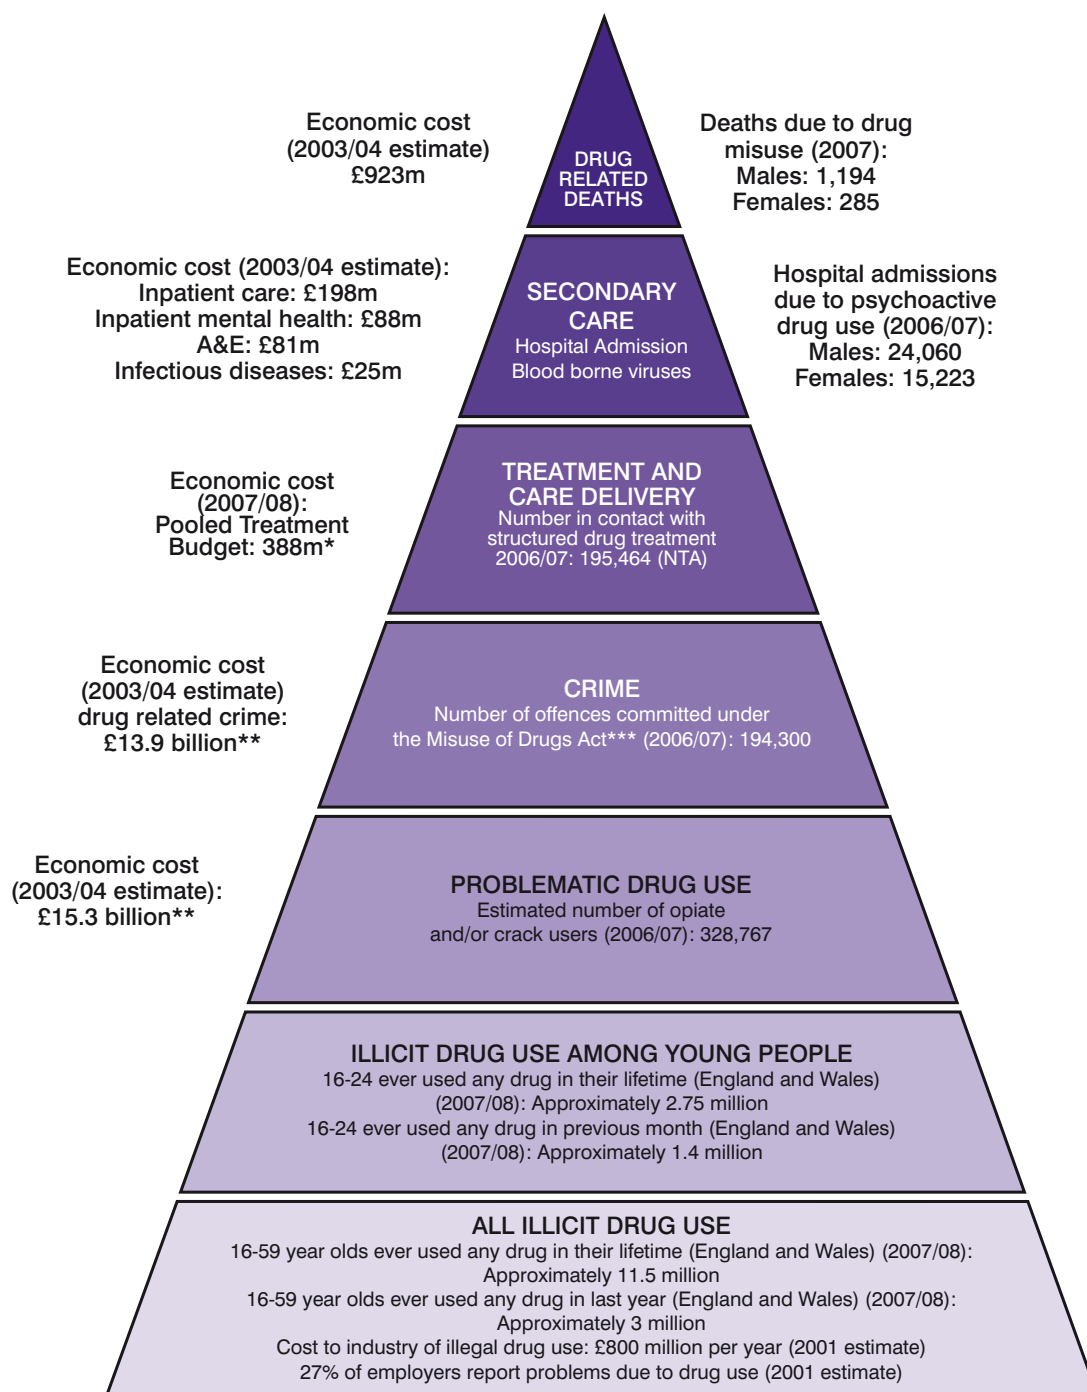 Economic cost
(2003/04 estimate)
£923m
DRUG
RELATED
DEATHS
Deaths due to drug
misuse (2007):
Males: 1,194
Females: 285
Economic cost (2003/04 estimate):
Inpatient care: £198m
Inpatient mental health: £88m
A&E: £81m
Infectious diseases: £25m
SECONDARY
CARE
Hospital Admission
Blood borne viruses
Hospital admissions
due to psychoactive
drug use (2006/07):
Males: 24,060
Females: 15,223
Economic cost
(2007/08):
Pooled Treatment
Budget: 388m*
TREATMENT AND
CARE DELIVERY
Number in contact with
structured drug treatment
2006/07: 195,464 (NTA)
Economic cost
(2003/04 estimate)
drug related crime:
£13.9 billion**
CRIME
Number of offences committed under
the Misuse of Drugs Act*** (2006/07): 194,300
Economic cost
(2003/04 estimate):
£15.3 billion**
PROBLEMATIC DRUG USE
Estimated number of opiate
and/or crack users (2006/07): 328,767
ILLICIT DRUG USE AMONG YOUNG PEOPLE
16-24 ever used any drug in their lifetime (England and Wales)
(2007/08): Approximately 2.75 million
16-24 ever used any drug in previous month (England and Wales)
(2007/08): Approximately 1.4 million
ALL ILLICIT DRUG USE
16-59 year olds ever used any drug in their lifetime (England and Wales) (2007/08):
Approximately 11.5 million
16-59 year olds ever used any drug in last year (England and Wales) (2007/08):
Approximately 3 million
Cost to industry of illegal drug use: £800 million per year (2001 estimate)
27% of employers report problems due to drug use (2001 estimate)